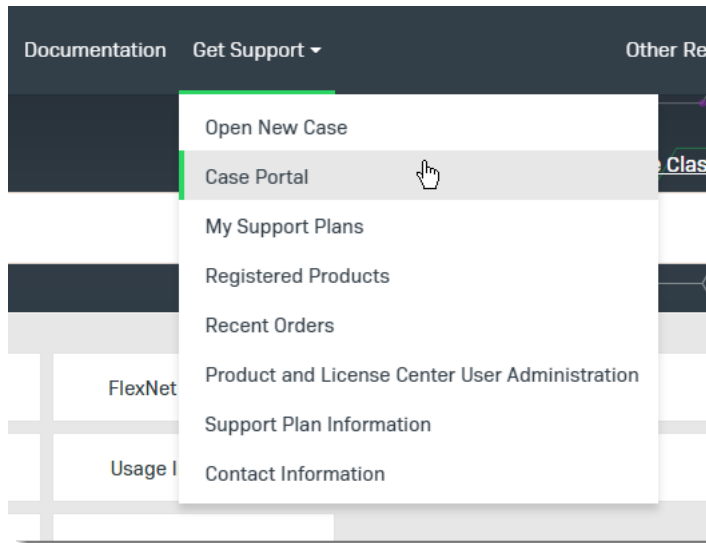 Documentation Get Support Other Re
e Clas
Open New Case
Case Portal
My Support Plans
Registered Products
Recent Orders
Product and License Center User Administration
Support Plan Information
Contact Information
FlexNet
Usage I